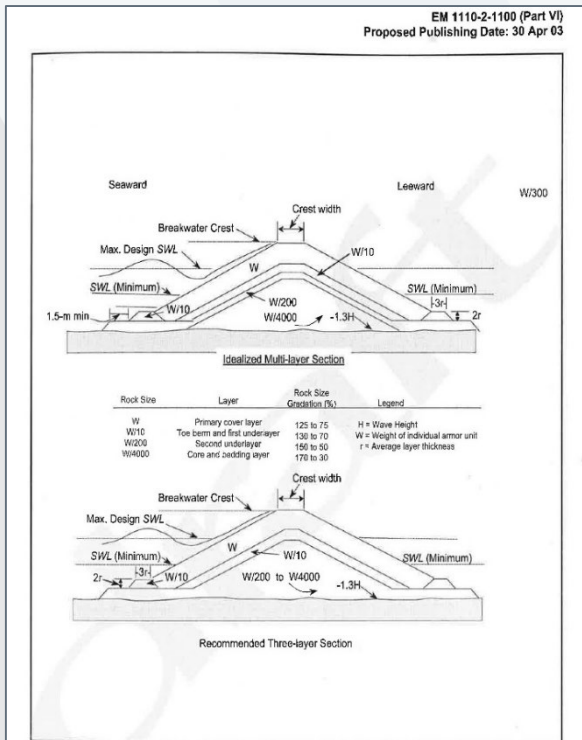 EM 1110-2-1100 (Part VI)
Proposed Publishing Date: 30 Apr 03
Seaward
Leeward
W/300
Crest width
Breakwater Crest
W/10
Max. Design SWL
W
SWL (Minimum)
SWL (Minimum)
W/200
3r
1.5-m min
W/10
W/4000
-1.3H
2r
Idealized Multi-layer Section
Rock Size Layer Rock Size Gradation (%) Legend
W Primary cover layer 125 to 75 H = Wave Height
W/10 Toe berm and first underlayer 130 to 70 W = Weight of individual armor unit
W/200 Second underlayer 150 to 50 r = Average layer thickness
W/4000 Core and bedding layer 170 to 30
Crest width
Breakwater Crest
Max. Design SWL
W
SWL (Minimum)
W/10
SWL (Minimum)
3r
2r
W/10
W/200 to W4000
-1.3H
Recommended Three-layer Section
Draft